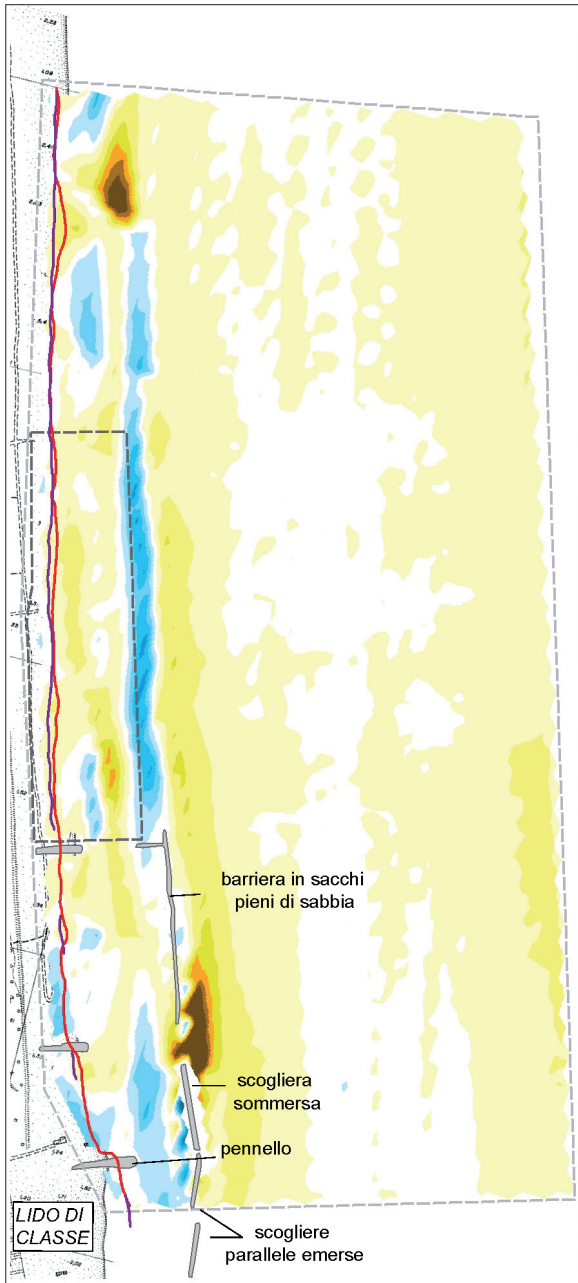 barriera in sacchi
pieni di sabbia
scogliera
sommersa
pennello
LIDO DI
CLASSE
scogliere
parallele emerse